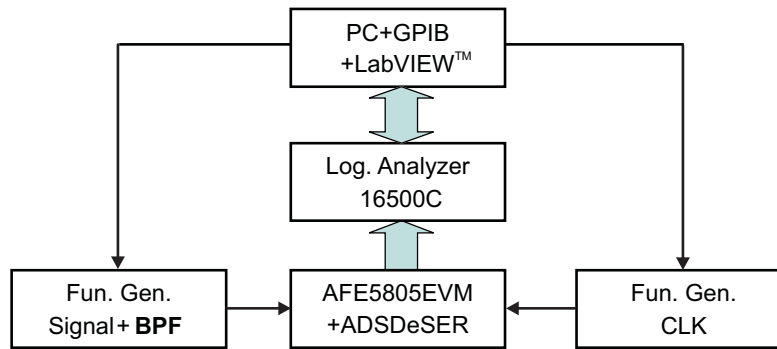 PC+GPIB
+LabVIEW™
Log. Analyzer
16500C
Fun. Gen.
Signal+ BPF
AFE5805EVM
+ADSDeSER
Fun. Gen.
CLK